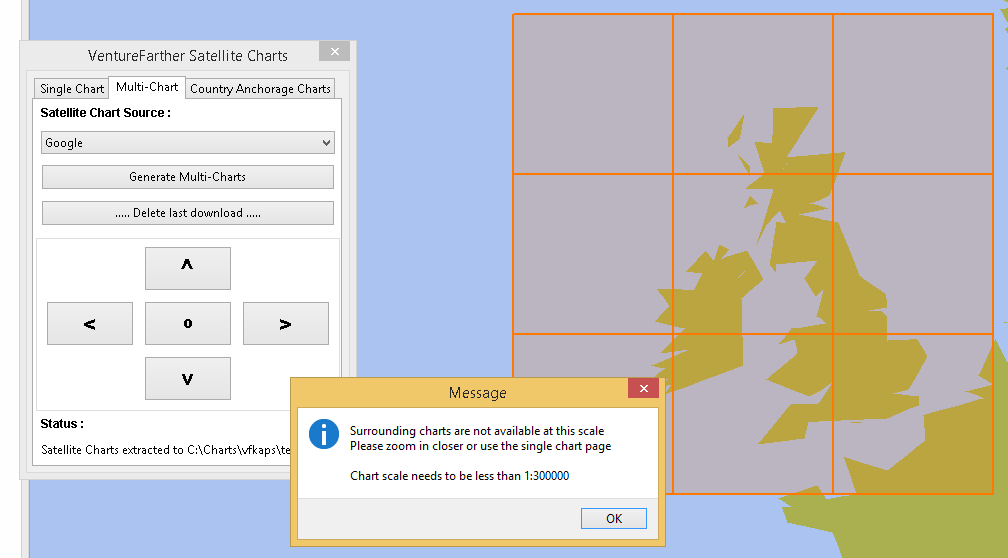 VentureFarther Satellite Charts
Single Chart Multi-Chart Country Anchorage Charts
Satellite Chart Source :
Google
Generate Multi-Charts
..... Delete last download .....
^
< o >
v
Status :
Satellite Charts extracted to C:\Charts\vfkaps\te
Message
Surrounding charts are not available at this scale
Please zoom in closer or use the single chart page
Chart scale needs to be less than 1:300000
OK